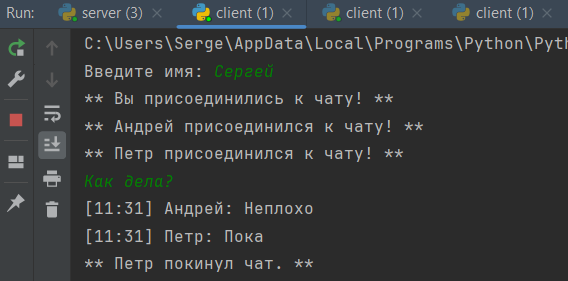 Run: server (3) × client (1) × client (1) × client (1) ×
C:\Users\Serge\AppData\Local\Programs\Python\Pyth
Введите имя: Сергей
** Вы присоединились к чату! **
** Андрей присоединился к чату! **
** Петр присоединился к чату! **
Как дела?
[11:31] Андрей: Неплохо
[11:31] Петр: Пока
** Петр покинул чат. **